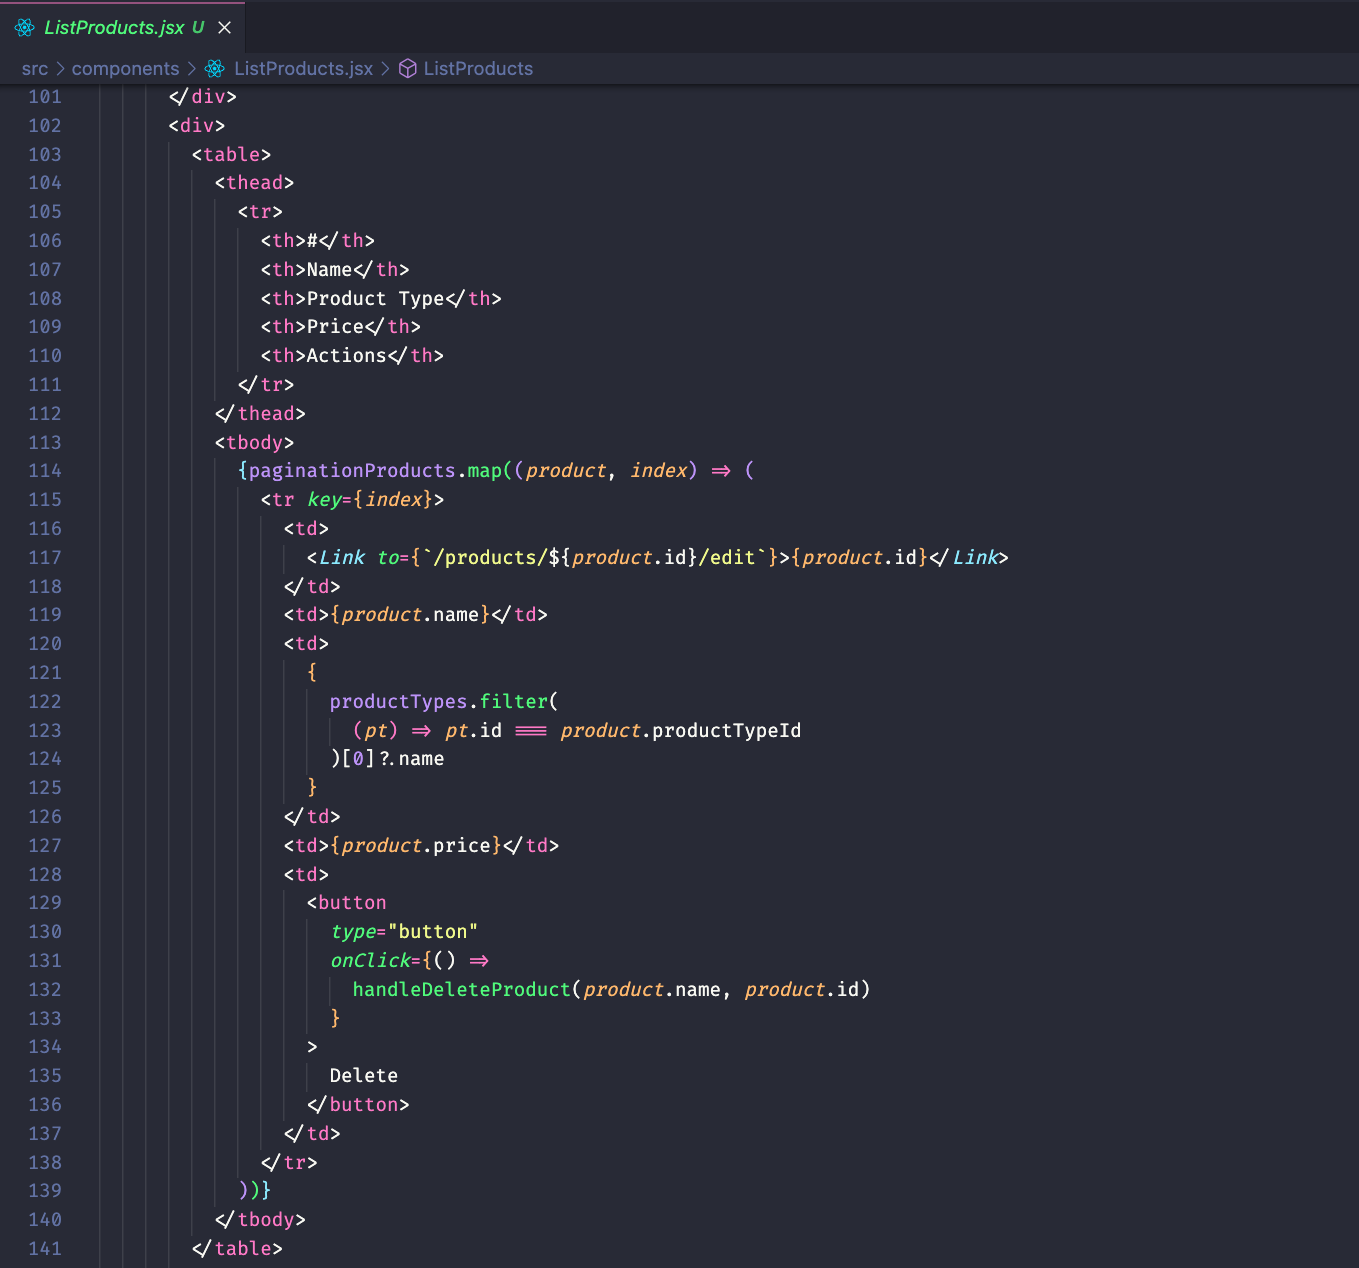 ListProducts.jsx U ×
src > components > ListProducts.jsx > ListProducts
101 </div>
102 <div>
103 <table>
104 <thead>
105 <tr>
106 <th>#</th>
107 <th>Name</th>
108 <th>Product Type</th>
109 <th>Price</th>
110 <th>Actions</th>
111 </tr>
112 </thead>
113 <tbody>
114 {paginationProducts.map((product, index) => (
115 <tr key={index}>
116 <td>
117 <Link to={`/products/${product.id}/edit`}>{product.id}</Link>
118 </td>
119 <td>{product.name}</td>
120 <td>
121 {
122 productTypes.filter(
123 (pt) => pt.id === product.productTypeId
124 )[0]?.name
125 }
126 </td>
127 <td>{product.price}</td>
128 <td>
129 <button
130 type="button"
131 onClick={() =>
132 handleDeleteProduct(product.name, product.id)
133 }
134 >
135 Delete
136 </button>
137 </td>
138 </tr>
139 ))}
140 </tbody>
141 </table>